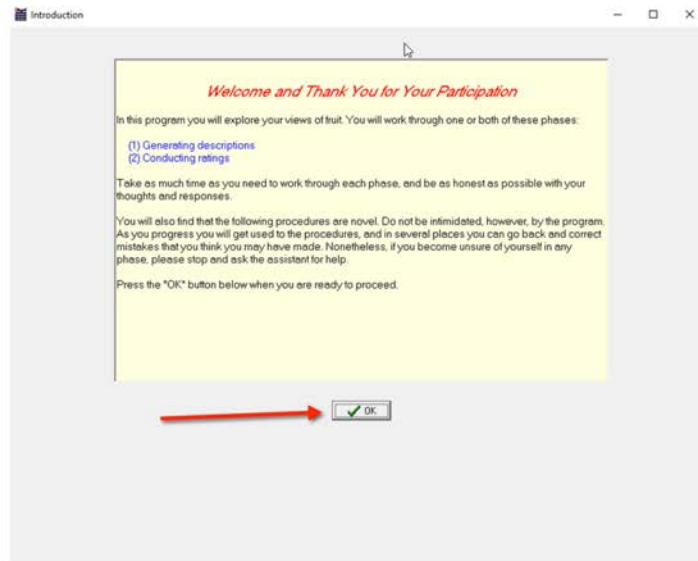 Introduction
Welcome and Thank You for Your Participation
In this program you will explore your views of fruit. You will work through one or both of these phases:
(1) Generating descriptions
(2) Conducting ratings
Take as much time as you need to work through each phase, and be as honest as possible with your
thoughts and responses.
You will also find that the following procedures are novel. Do not be intimidated, however, by the program.
As you progress you will get used to the procedures, and in several places you can go back and correct
mistakes that you think you may have made. Nonetheless, if you become unsure of yourself in any
phase, please stop and ask the assistant for help.
Press the "OK" button below when you are ready to proceed.
OK